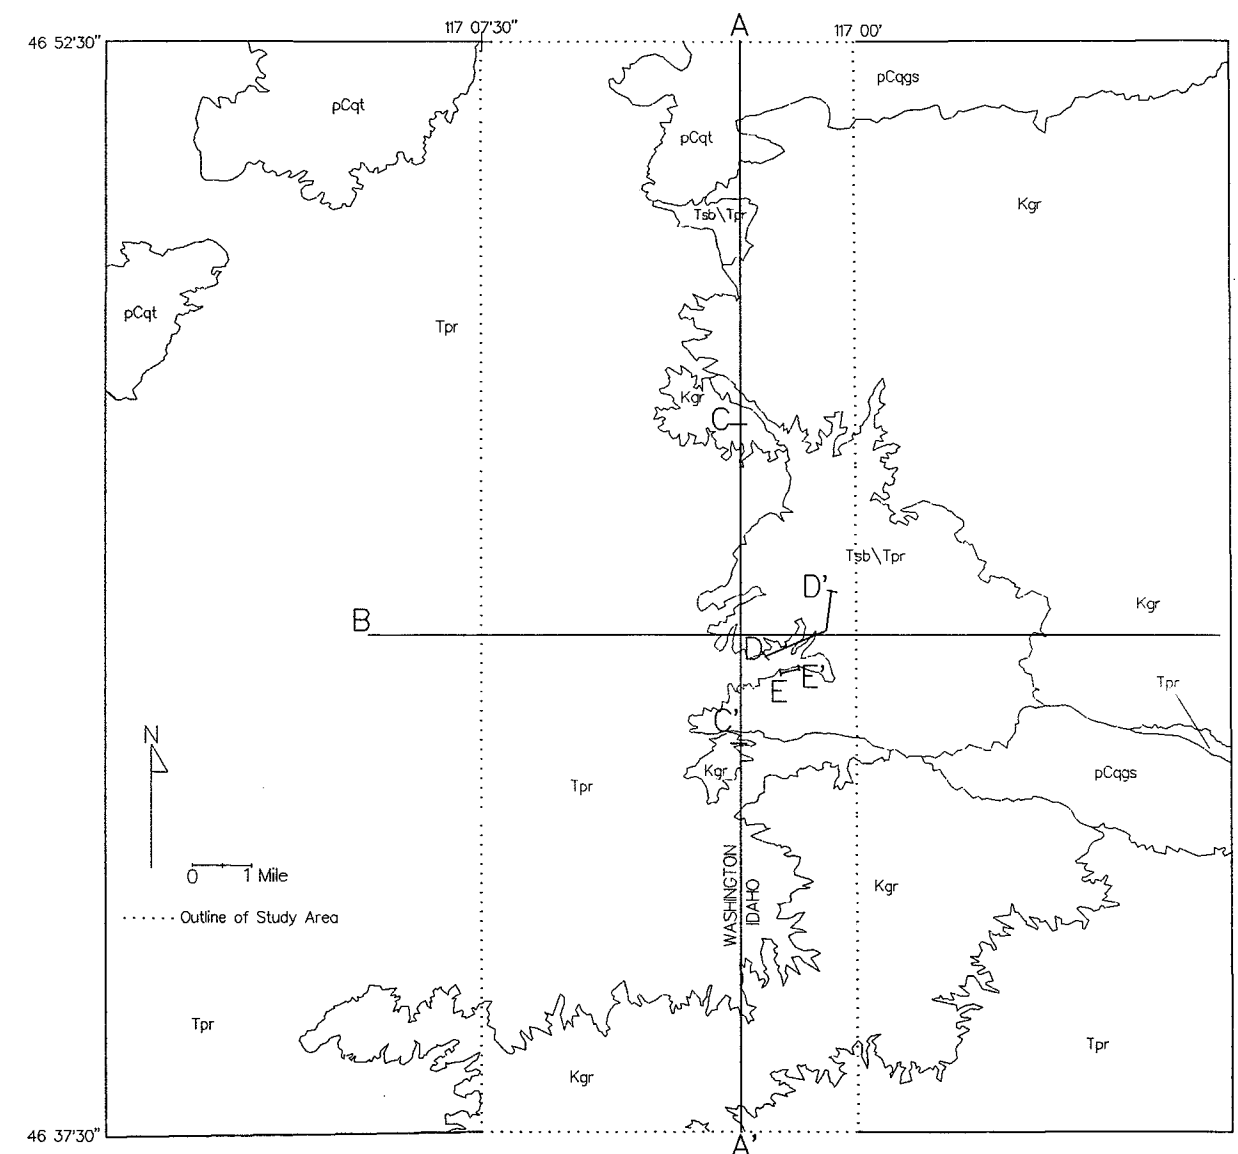 A
117 07'30"
117 00'
46 52'30"
pCqgs
pCqt
pCqt
Kgr
Tsb\Tpr
pCqt
Tpr
Kgr
C
Tsb\Tpr
D'
Kgr
B
D
E'
E
Tpr
C'
N
Kgr
pCqgs
Tpr
0 1 Mile
WASHINGTON
IDAHO
Kgr
Outline of Study Area
Tpr
Tpr
Kgr
46 37'30"
A'